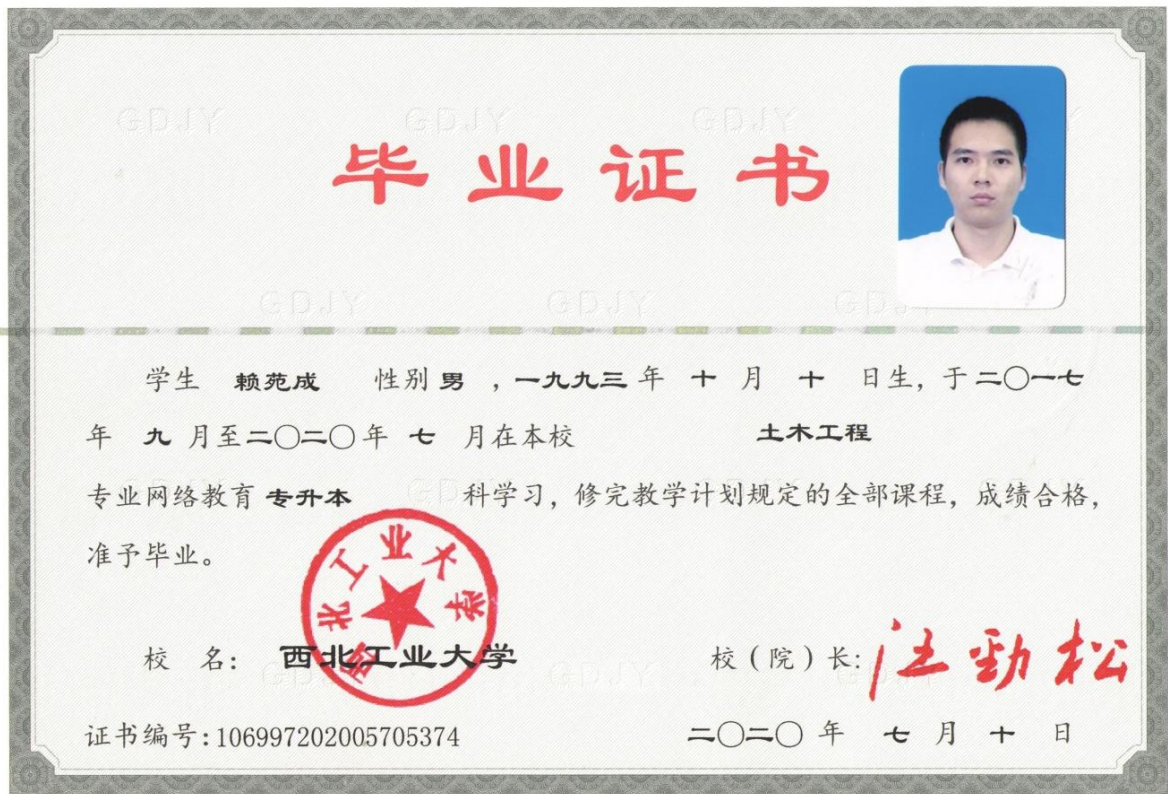 GDJY GDJY GDJY
毕业证书
GDJY GDJY GDJY
学生 赖苑成 性别 男 ，一九九三 年 十 月 十 日生，于二〇一七
年 九 月至二〇二〇年 七 月在本校 土木工程
专业网络教育 专升本 科学习，修完教学计划规定的全部课程，成绩合格，
准予毕业。
西北工业大学
校 名： 西北工业大学 校（院）长：汪劲松
证书编号：106997202005705374 二〇二〇 年 七 月 十 日